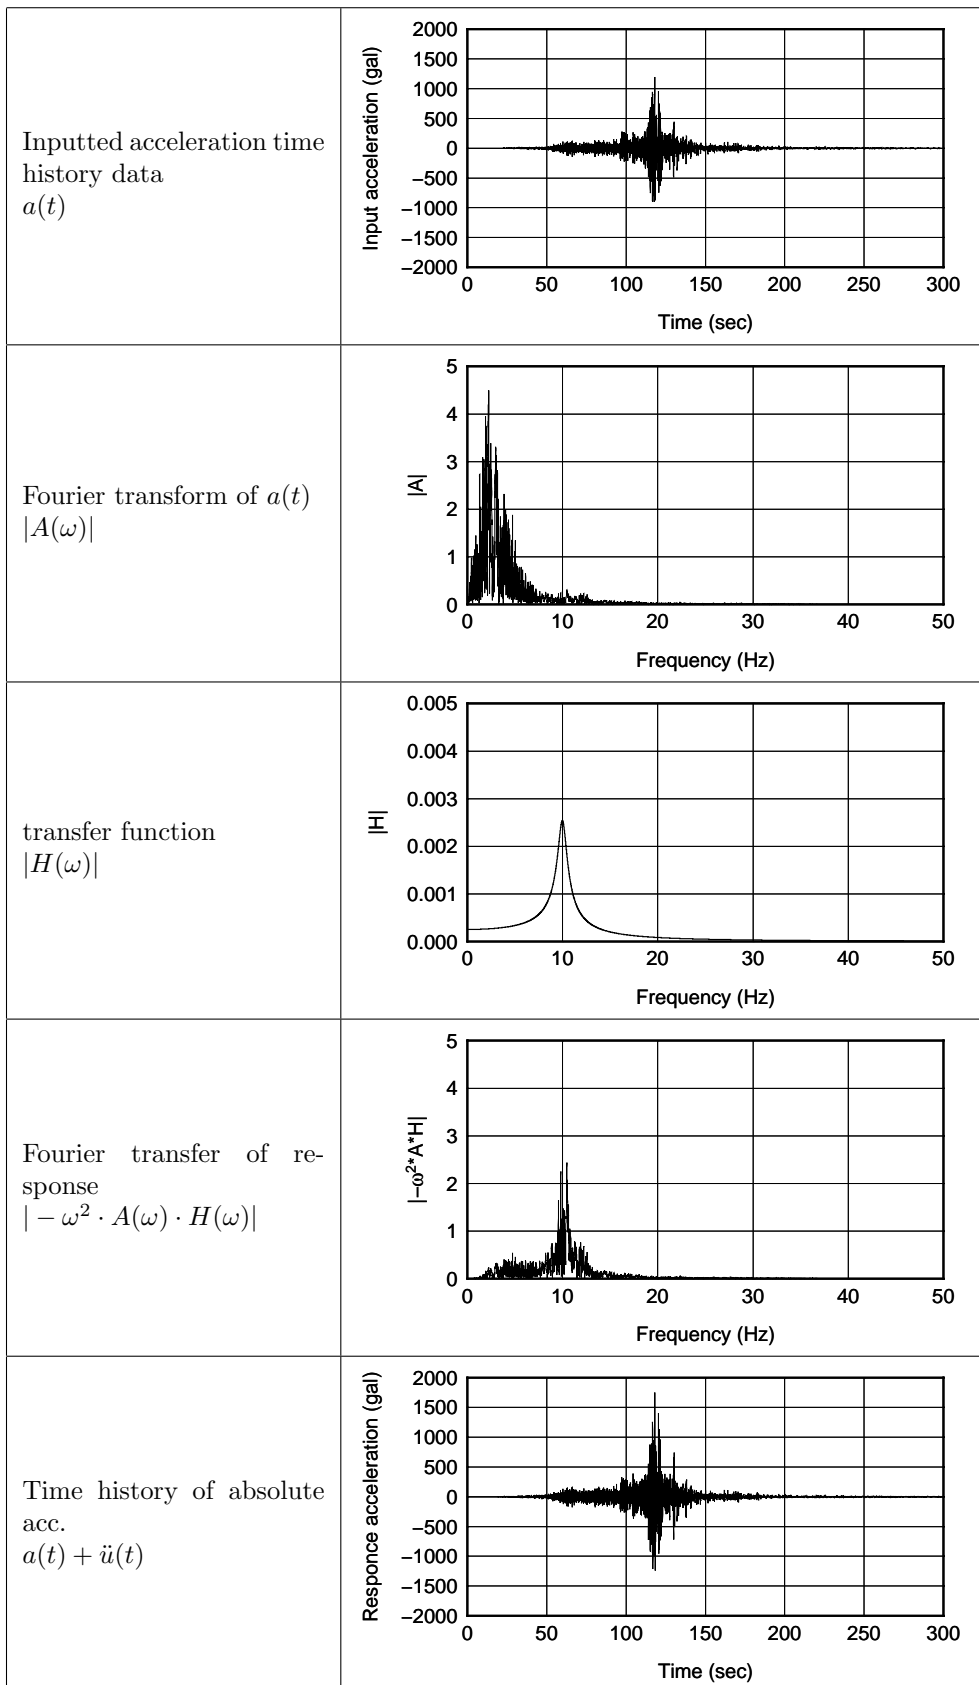 Inputted acceleration time
history data
a(t)
Input acceleration (gal)
2000
1500
1000
500
0
−500
−1000
−1500
−2000
0 50 100 150 200 250 300
Time (sec)
Fourier transform of a(t)
|A(ω)|
|A|
5
4
3
2
1
0
0 10 20 30 40 50
Frequency (Hz)
transfer function
|H(ω)|
|H|
0.005
0.004
0.003
0.002
0.001
0.000
0 10 20 30 40 50
Frequency (Hz)
Fourier transfer of re-
sponse
| − ω² · A(ω) · H(ω)|
|−ω²*A*H|
5
4
3
2
1
0
0 10 20 30 40 50
Frequency (Hz)
Time history of absolute
acc.
a(t) + ü(t)
Responce acceleration (gal)
2000
1500
1000
500
0
−500
−1000
−1500
−2000
0 50 100 150 200 250 300
Time (sec)